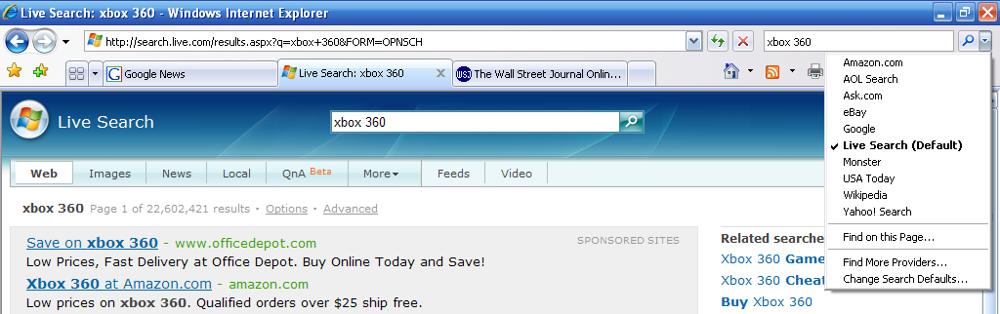 Live Search: xbox 360 - Windows Internet Explorer
http://search.live.com/results.aspx?q=xbox+360&FORM=OPNSCH
xbox 360
Google News
Live Search: xbox 360
WSJ The Wall Street Journal Onlin...
Amazon.com
AOL Search
Ask.com
eBay
Google
Live Search (Default)
Monster
USA Today
Wikipedia
Yahoo! Search
Find on this Page...
Find More Providers...
Change Search Defaults...
Live Search
xbox 360
Web Images News Local QnA Beta More Feeds Video
xbox 360 Page 1 of 22,602,421 results • Options • Advanced
Save on xbox 360 - www.officedepot.com
SPONSORED SITES
Low Prices, Fast Delivery at Office Depot. Buy Online Today and Save!
Xbox 360 at Amazon.com - amazon.com
Low prices on xbox 360. Qualified orders over $25 ship free.
Related searche
Xbox 360 Game
Xbox 360 Cheat
Buy Xbox 360